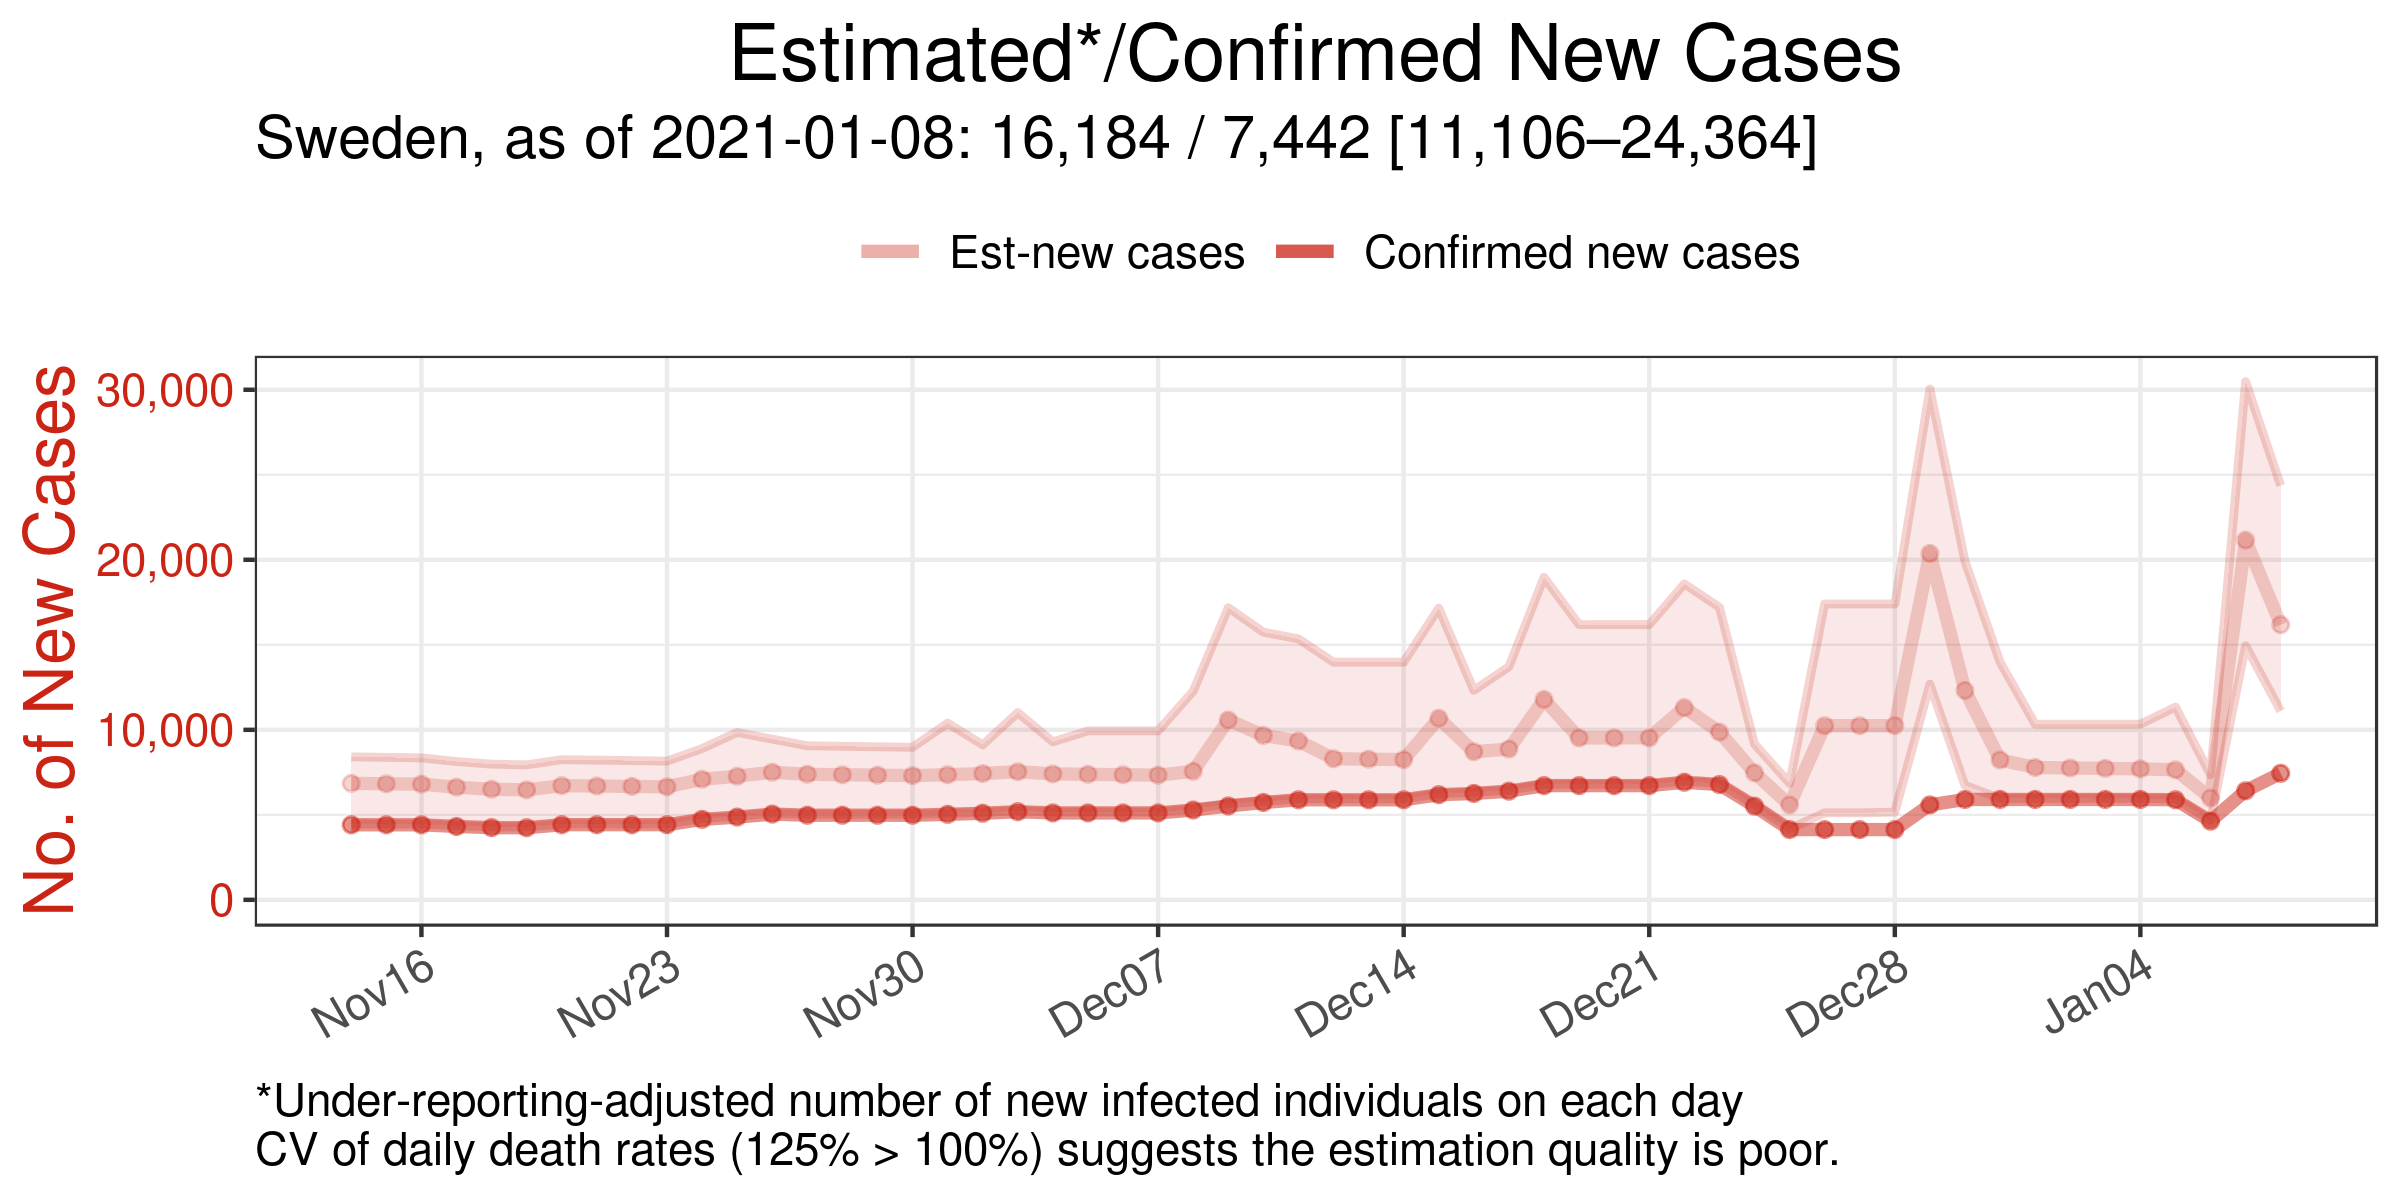 Estimated*/Confirmed New Cases
Sweden, as of 2021-01-08: 16,184 / 7,442 [11,106–24,364]
Est-new cases
Confirmed new cases
No. of New Cases
30,000
20,000
10,000
0
Nov16
Nov23
Nov30
Dec07
Dec14
Dec21
Dec28
Jan04
*Under-reporting-adjusted number of new infected individuals on each day
CV of daily death rates (125% > 100%) suggests the estimation quality is poor.